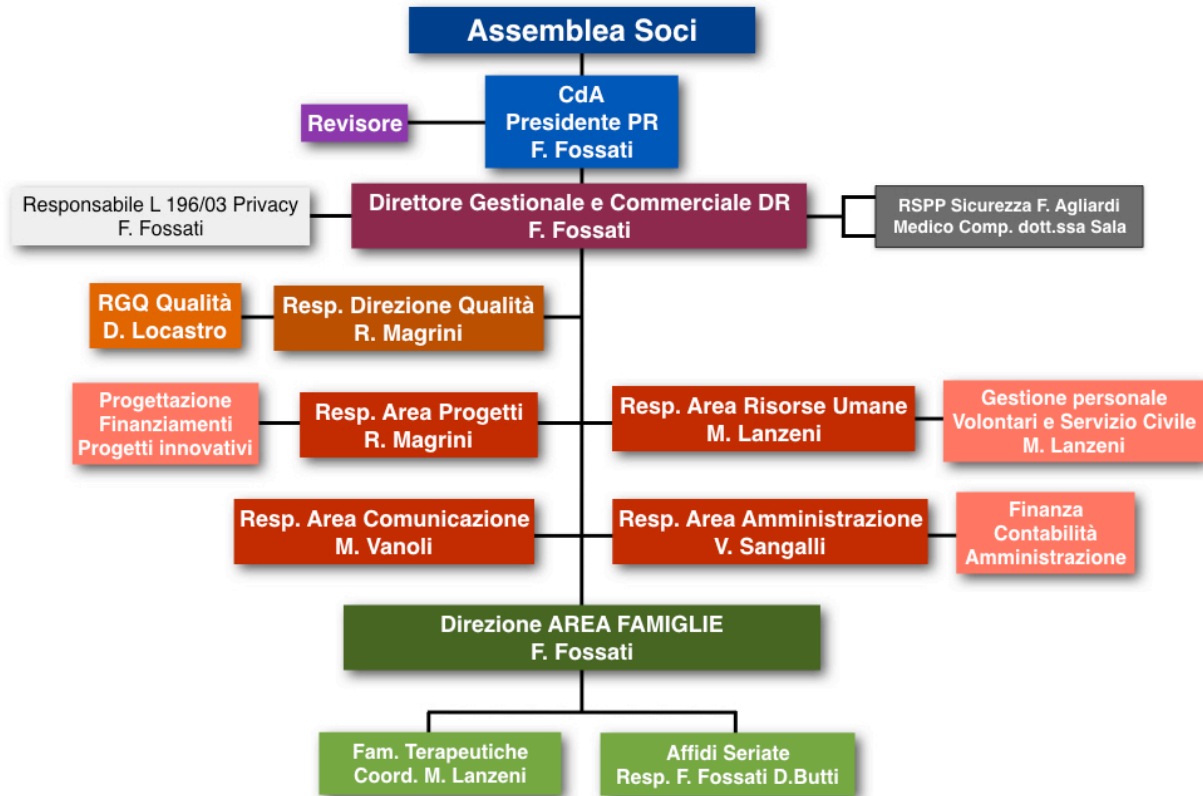 Assemblea Soci
CdA
Presidente PR
F. Fossati
Revisore
Responsabile L 196/03 Privacy
F. Fossati
Direttore Gestionale e Commerciale DR
F. Fossati
RSPP Sicurezza F. Agliardi
Medico Comp. dott.ssa Sala
RGQ Qualità
D. Locastro
Resp. Direzione Qualità
R. Magrini
Progettazione
Finanziamenti
Progetti innovativi
Resp. Area Progetti
R. Magrini
Resp. Area Risorse Umane
M. Lanzeni
Gestione personale
Volontari e Servizio Civile
M. Lanzeni
Resp. Area Comunicazione
M. Vanoli
Resp. Area Amministrazione
V. Sangalli
Finanza
Contabilità
Amministrazione
Direzione AREA FAMIGLIE
F. Fossati
Fam. Terapeutiche
Coord. M. Lanzeni
Affidi Seriate
Resp. F. Fossati D.Butti